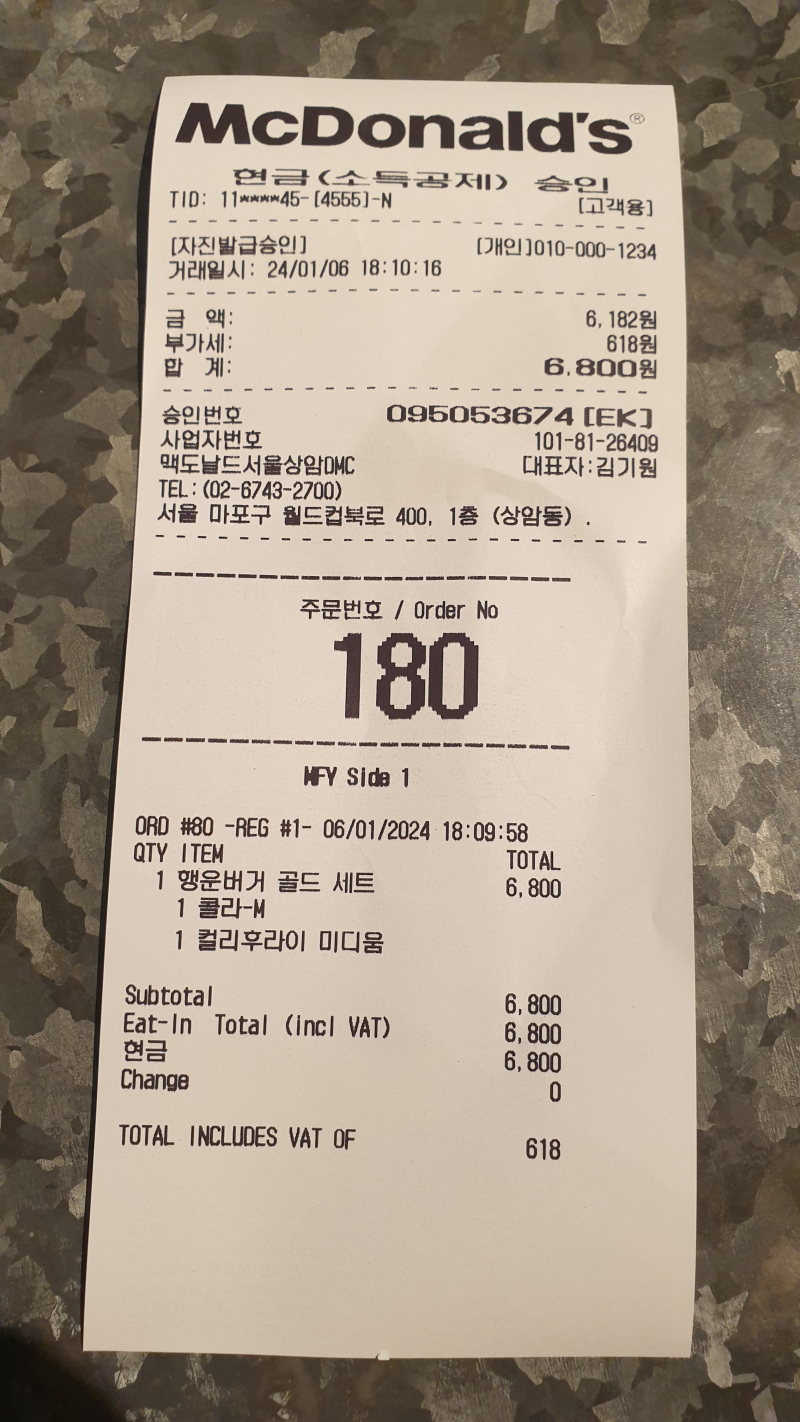 McDonald's®
현금(소득공제) 승인
TID: 11****45-[4555]-N [고객용]
[자진발급승인] [개인]010-000-1234
거래일시: 24/01/06 18:10:16
금 액: 6,182원
부가세: 618원
합 계: 6,800원
승인번호 095053674 [EK]
사업자번호 101-81-26409
맥도날드서울상암DMC 대표자:김기원
TEL:(02-6743-2700)
서울 마포구 월드컵북로 400, 1층 (상암동) .
주문번호 / Order No
180
MFY Side 1
ORD #80 -REG #1- 06/01/2024 18:09:58
QTY ITEM TOTAL
1 행운버거 골드 세트 6,800
1 콜라-M
1 컬리후라이 미디움
Subtotal 6,800
Eat-In Total (incl VAT) 6,800
현금 6,800
Change 0
TOTAL INCLUDES VAT OF 618